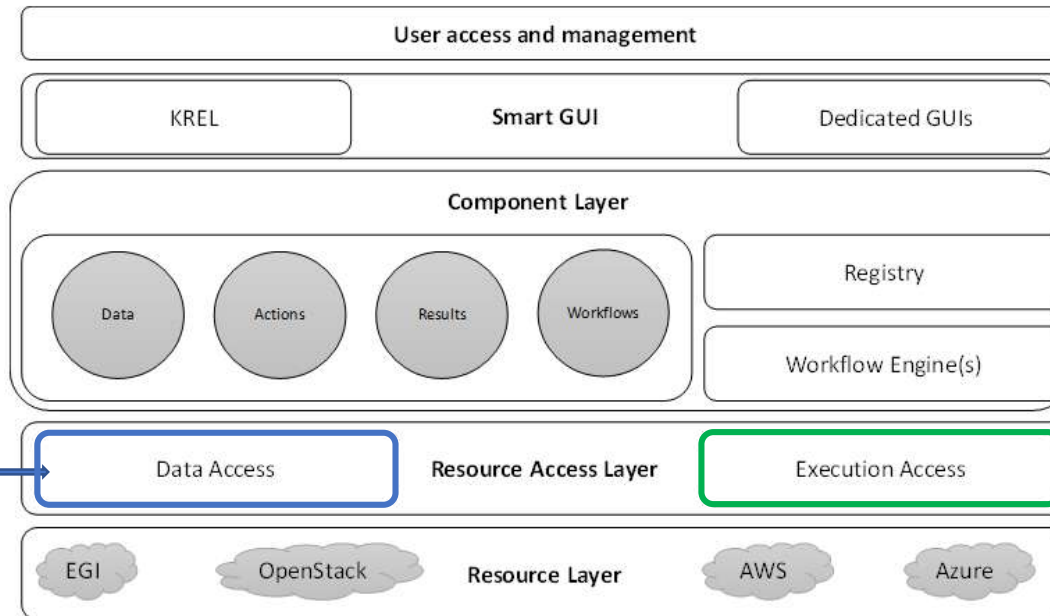 User access and management
KREL
Smart GUI
Dedicated GUIs
Component Layer
Data
Actions
Results
Workflows
Registry
Workflow Engine(s)
Data Access
Resource Access Layer
Execution Access
EGI
OpenStack
Resource Layer
AWS
Azure